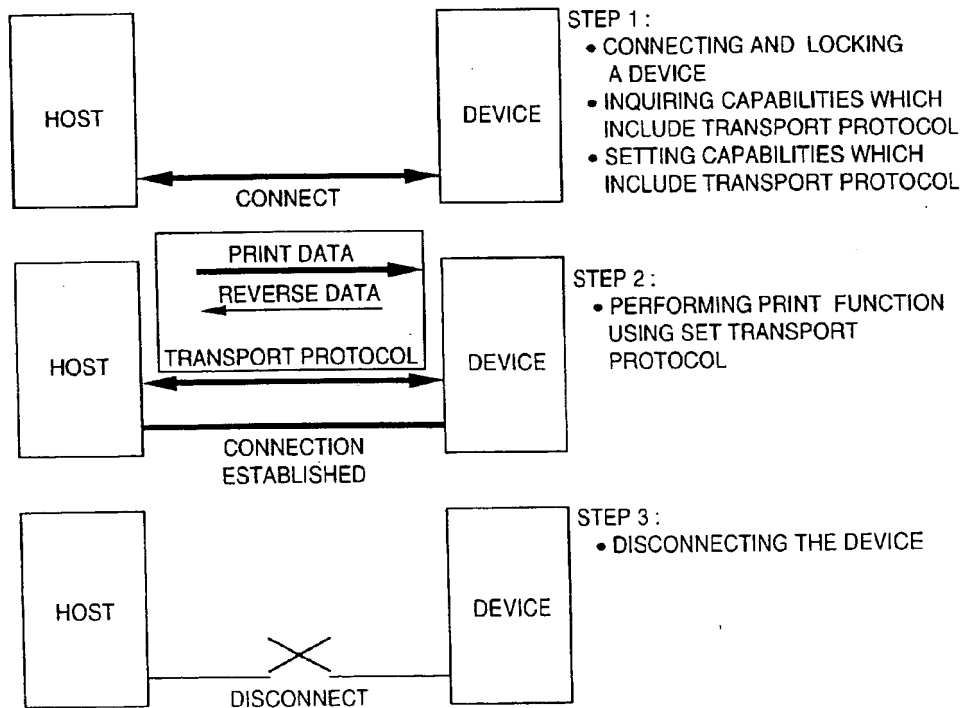 HOST
DEVICE
CONNECT
STEP 1 :
• CONNECTING AND LOCKING
A DEVICE
• INQUIRING CAPABILITIES WHICH
INCLUDE TRANSPORT PROTOCOL
• SETTING CAPABILITIES WHICH
INCLUDE TRANSPORT PROTOCOL
PRINT DATA
REVERSE DATA
TRANSPORT PROTOCOL
HOST
DEVICE
CONNECTION
ESTABLISHED
STEP 2 :
• PERFORMING PRINT FUNCTION
USING SET TRANSPORT
PROTOCOL
HOST
DEVICE
DISCONNECT
STEP 3 :
• DISCONNECTING THE DEVICE